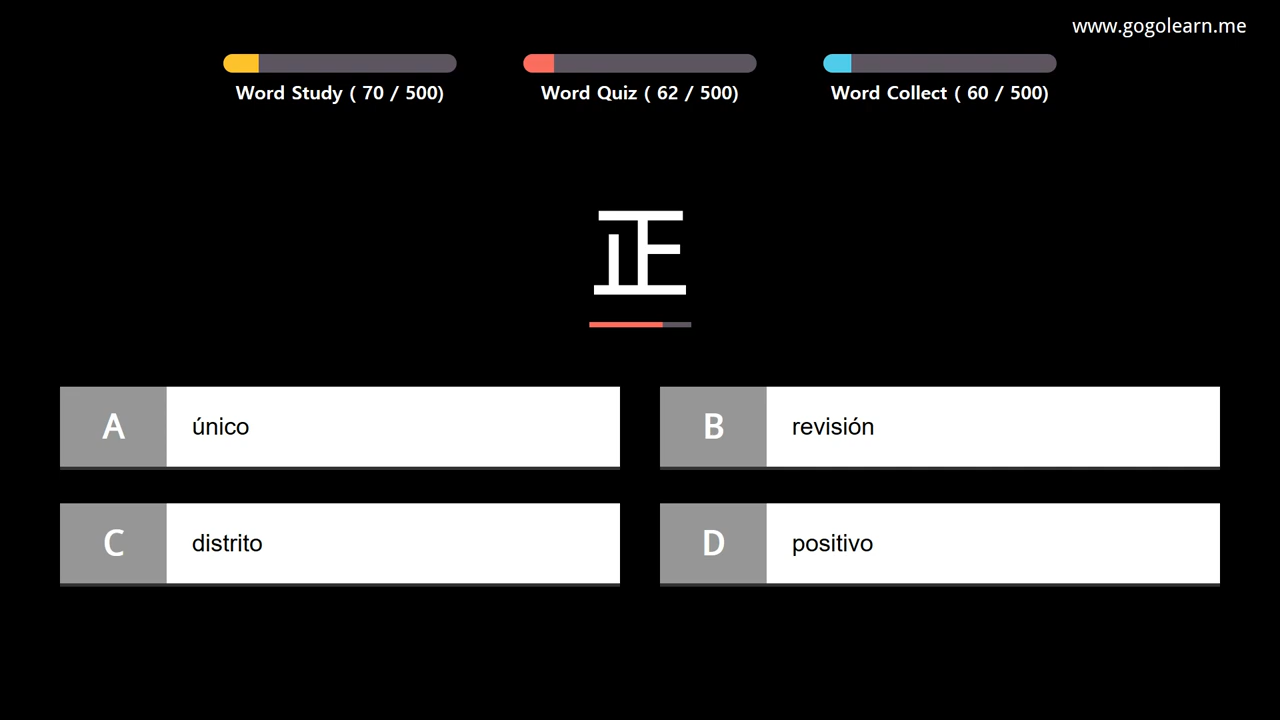 www.gogolearn.me
Word Study ( 70 / 500)
Word Quiz ( 62 / 500)
Word Collect ( 60 / 500)
正
A único
B revisión
C distrito
D positivo